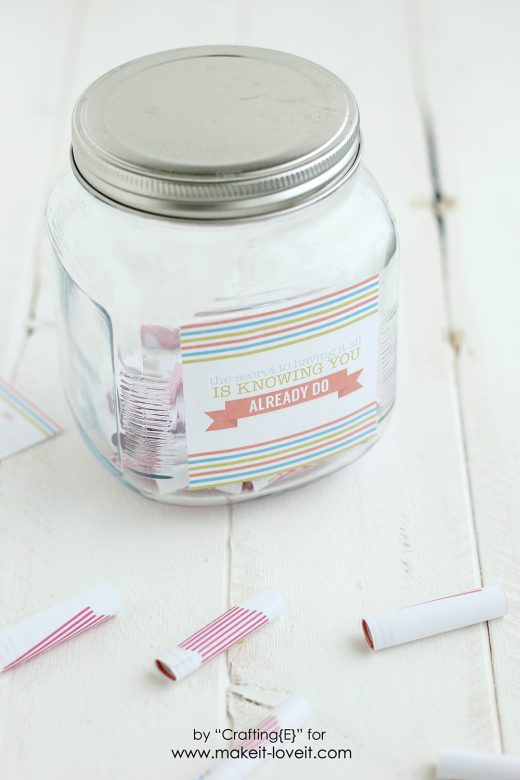 the secret to having it all
IS KNOWING YOU
ALREADY DO
by "Crafting{E}" for
www.makeit-loveit.com